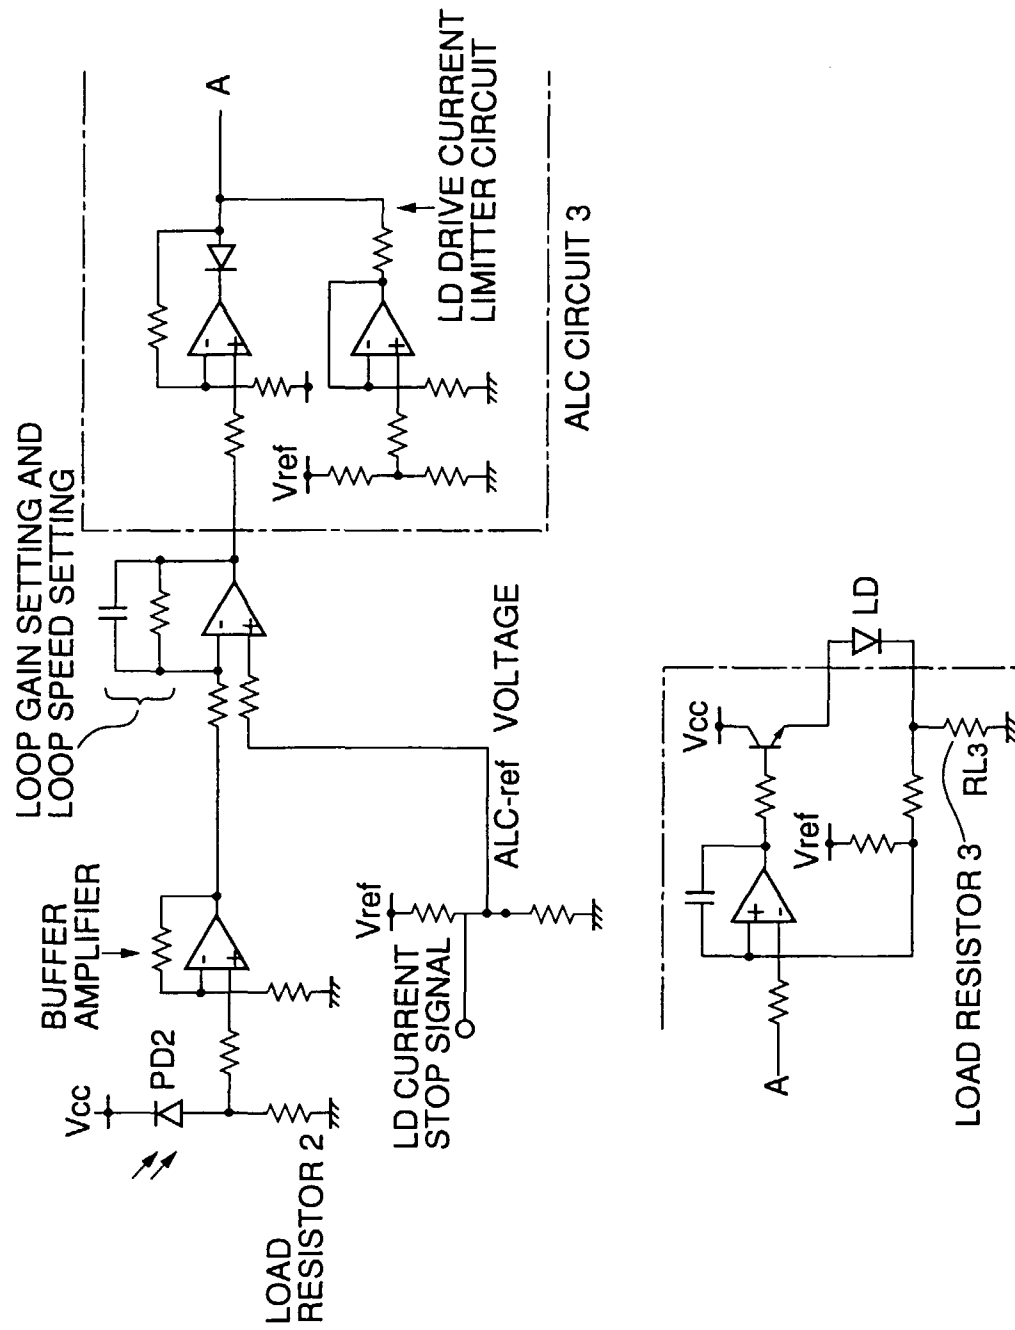 LOOP GAIN SETTING AND
LOOP SPEED SETTING
BUFFER
AMPLIFIER
Vcc
PD2
LOAD
RESISTOR 2
-
+
-
+
-
+
A
Vref
-
+
LD DRIVE CURRENT
LIMITTER CIRCUIT
ALC CIRCUIT 3
Vref
LD CURRENT
STOP SIGNAL
ALC-ref VOLTAGE
A
+
-
Vref
Vcc
LD
RL3
LOAD RESISTOR 3